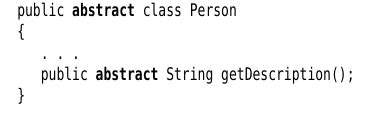 public abstract class Person
{
. . .
public abstract String getDescription();
}